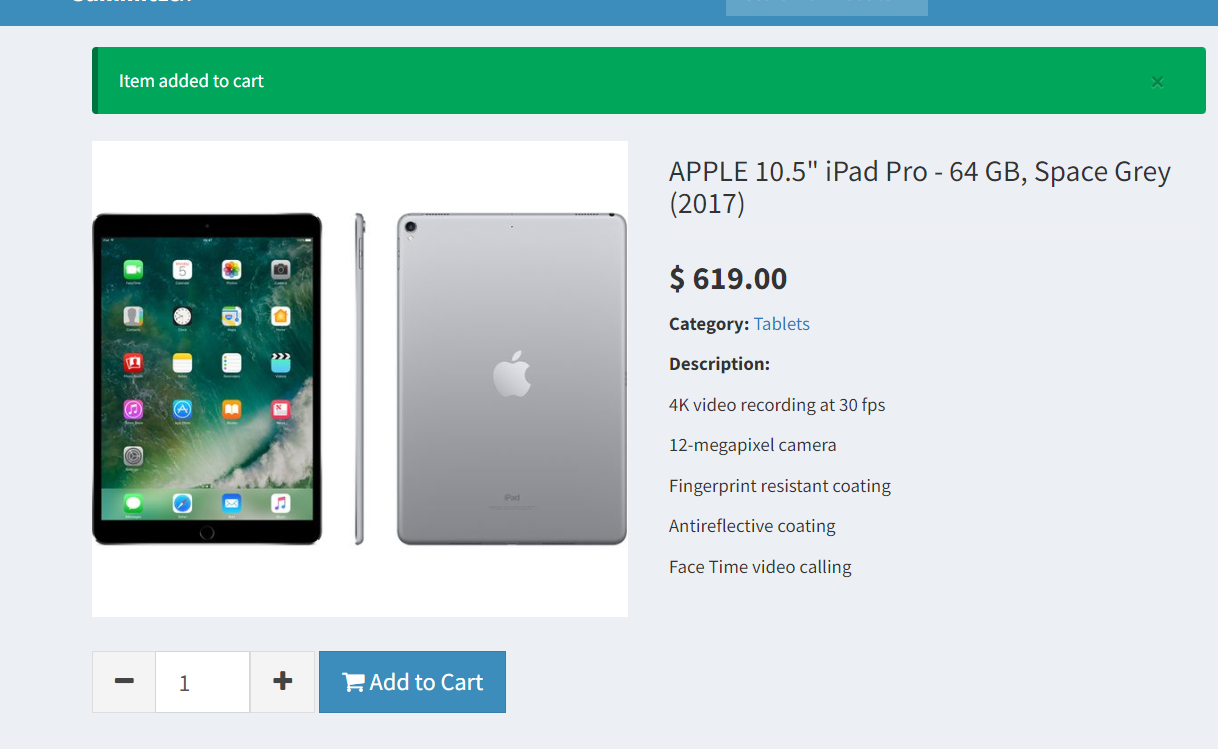 Item added to cart
×
APPLE 10.5" iPad Pro - 64 GB, Space Grey
(2017)
$ 619.00
Category: Tablets
Description:
4K video recording at 30 fps
12-megapixel camera
Fingerprint resistant coating
Antireflective coating
Face Time video calling
iPad
1
Add to Cart